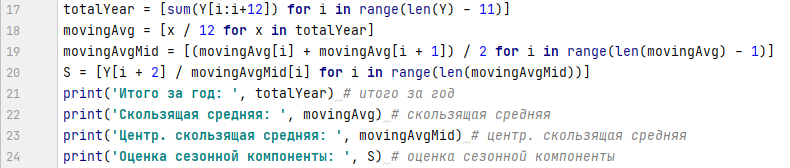 17 totalYear = [sum(Y[i:i+12]) for i in range(len(Y) - 11)]
18 movingAvg = [x / 12 for x in totalYear]
19 movingAvgMid = [(movingAvg[i] + movingAvg[i + 1]) / 2 for i in range(len(movingAvg) - 1)]
20 S = [Y[i + 2] / movingAvgMid[i] for i in range(len(movingAvgMid))]
21 print('Итого за год: ', totalYear) # итого за год
22 print('Скользящая средняя: ', movingAvg) # скользящая средняя
23 print('Центр. скользящая средняя: ', movingAvgMid) # центр. скользящая средняя
24 print('Оценка сезонной компоненты: ', S) # оценка сезонной компоненты